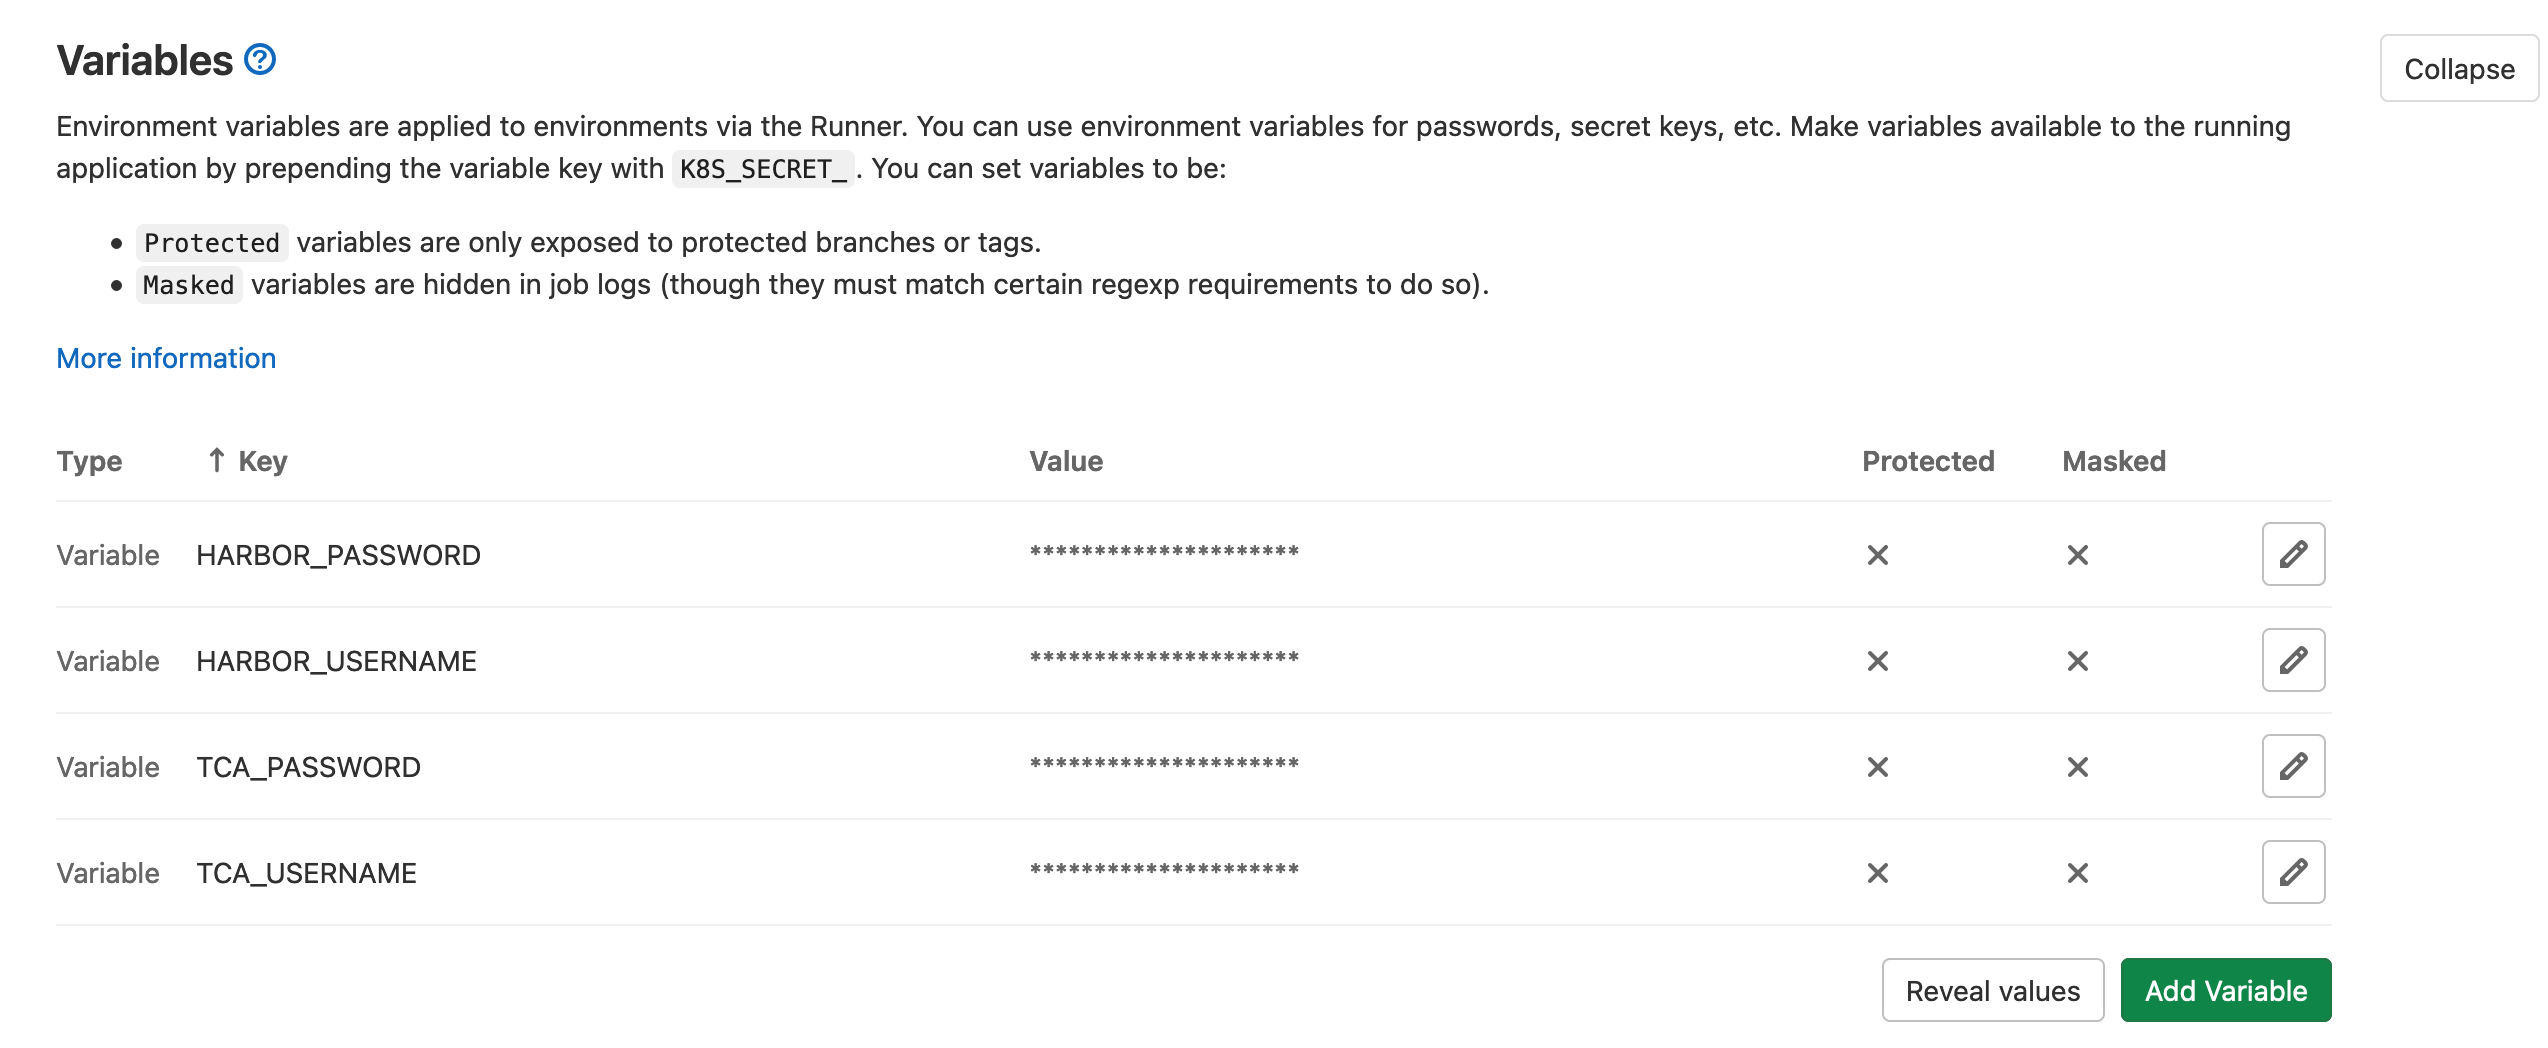 Variables
Collapse
Environment variables are applied to environments via the Runner. You can use environment variables for passwords, secret keys, etc. Make variables available to the running
application by prepending the variable key with K8S_SECRET_. You can set variables to be:
• Protected variables are only exposed to protected branches or tags.
• Masked variables are hidden in job logs (though they must match certain regexp requirements to do so).
More information
Type ↑ Key Value Protected Masked
Variable HARBOR_PASSWORD ********************* × ×
Variable HARBOR_USERNAME ********************* × ×
Variable TCA_PASSWORD ********************* × ×
Variable TCA_USERNAME ********************* × ×
Reveal values Add Variable